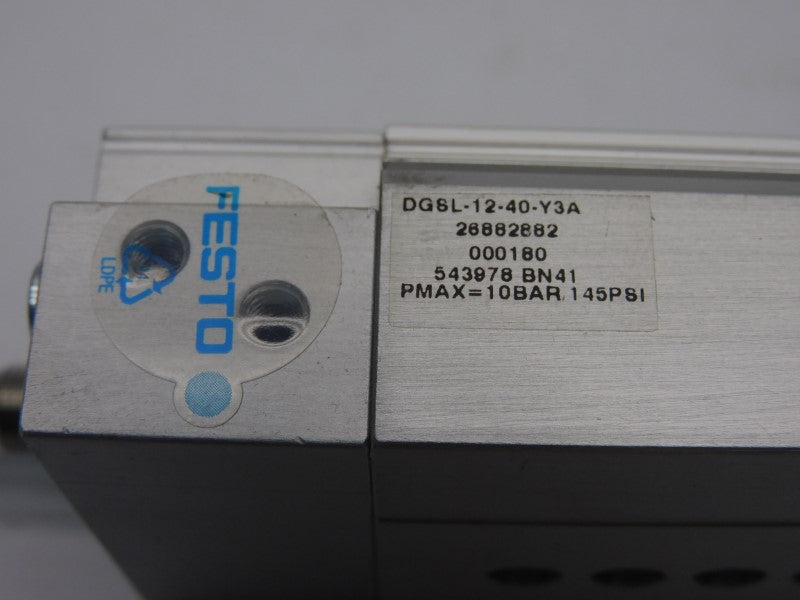 FESTO
LDPE
DGSL-12-40-Y3A
26882882
000180
543978 BN41
PMAX=10BAR/145PSI